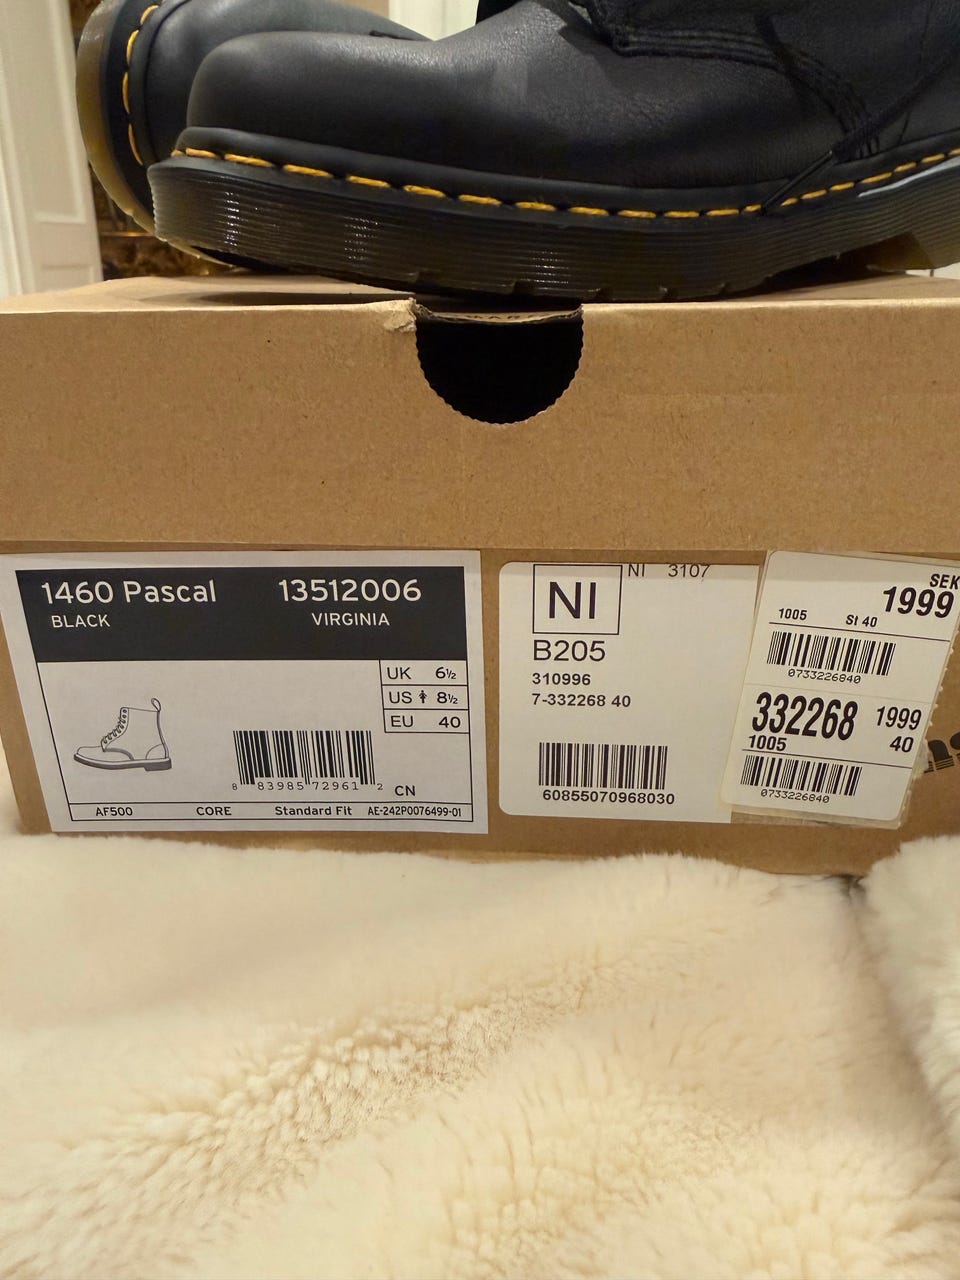 1460 Pascal 13512006
BLACK VIRGINIA
UK 6½
US 8½
EU 40
8 83985 72961 2
CN
AF500 CORE Standard Fit AE-242P0076499-01
NI NI 3107
B205
310996
7-332268 40
60855070968030
SEK
1999
1005 St 40
0733226840
332268 1999
1005 40
0733226840